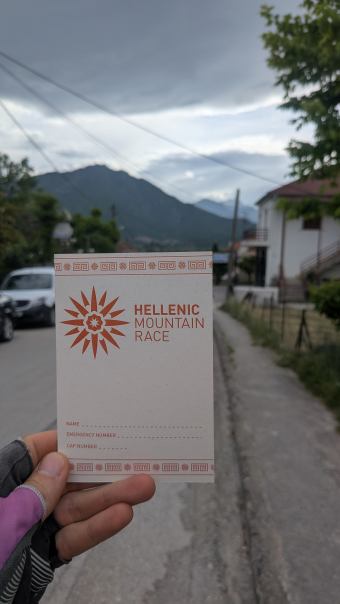 HELLENIC
MOUNTAIN
RACE
NAME
EMERGENCY NUMBER
CAP NUMBER